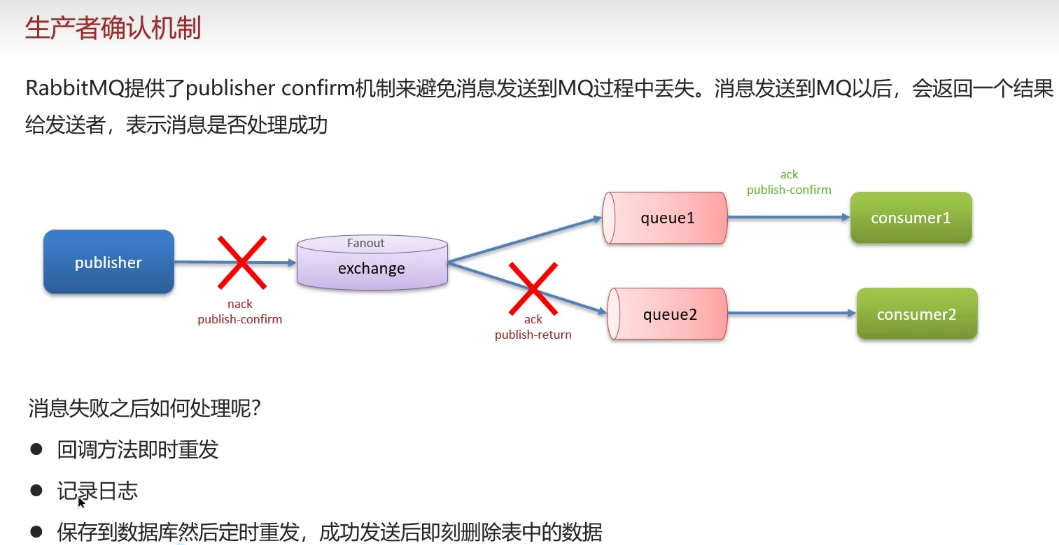 生产者确认机制
RabbitMQ提供了publisher confirm机制来避免消息发送到MQ过程中丢失。消息发送到MQ以后，会返回一个结果
给发送者，表示消息是否处理成功
ack
publish-confirm
queue1
consumer1
publisher
Fanout
exchange
nack
publish-confirm
ack
publish-return
queue2
consumer2
消息失败之后如何处理呢？
● 回调方法即时重发
● 记录日志
● 保存到数据库然后定时重发，成功发送后即刻删除表中的数据